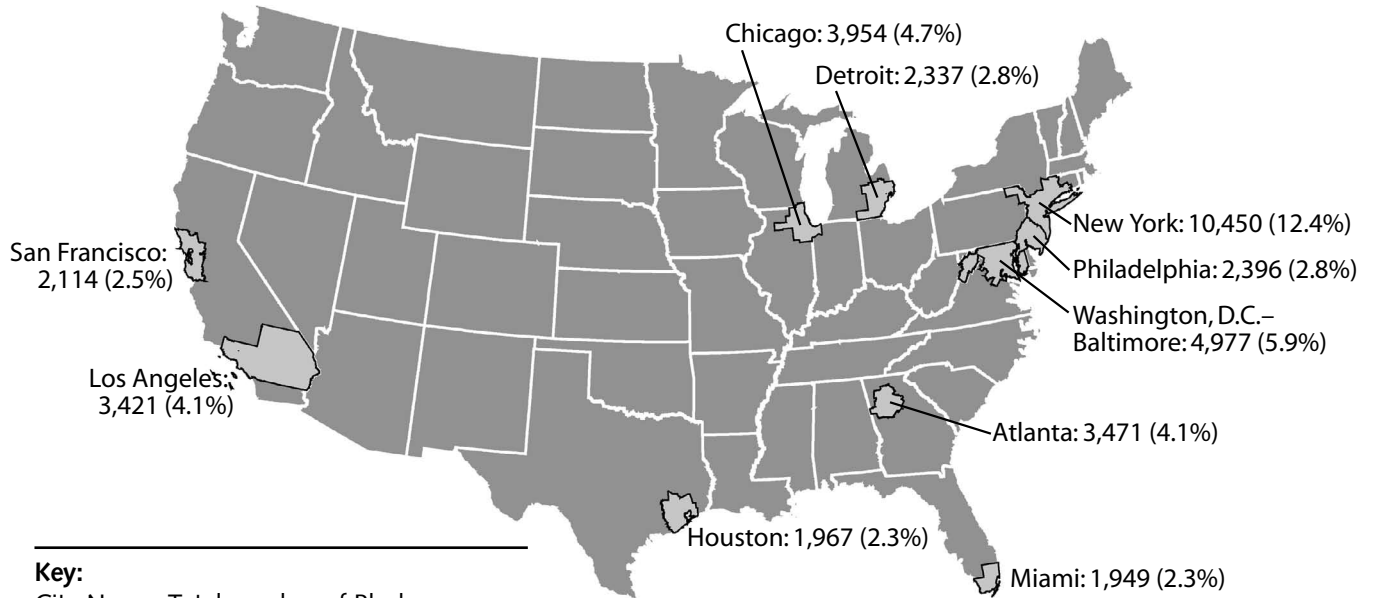 Chicago: 3,954 (4.7%)
Detroit: 2,337 (2.8%)
New York: 10,450 (12.4%)
San Francisco:
2,114 (2.5%)
Philadelphia: 2,396 (2.8%)
Washington, D.C.–
Baltimore: 4,977 (5.9%)
Los Angeles:
3,421 (4.1%)
Atlanta: 3,471 (4.1%)
Houston: 1,967 (2.3%)
Key:
Miami: 1,949 (2.3%)